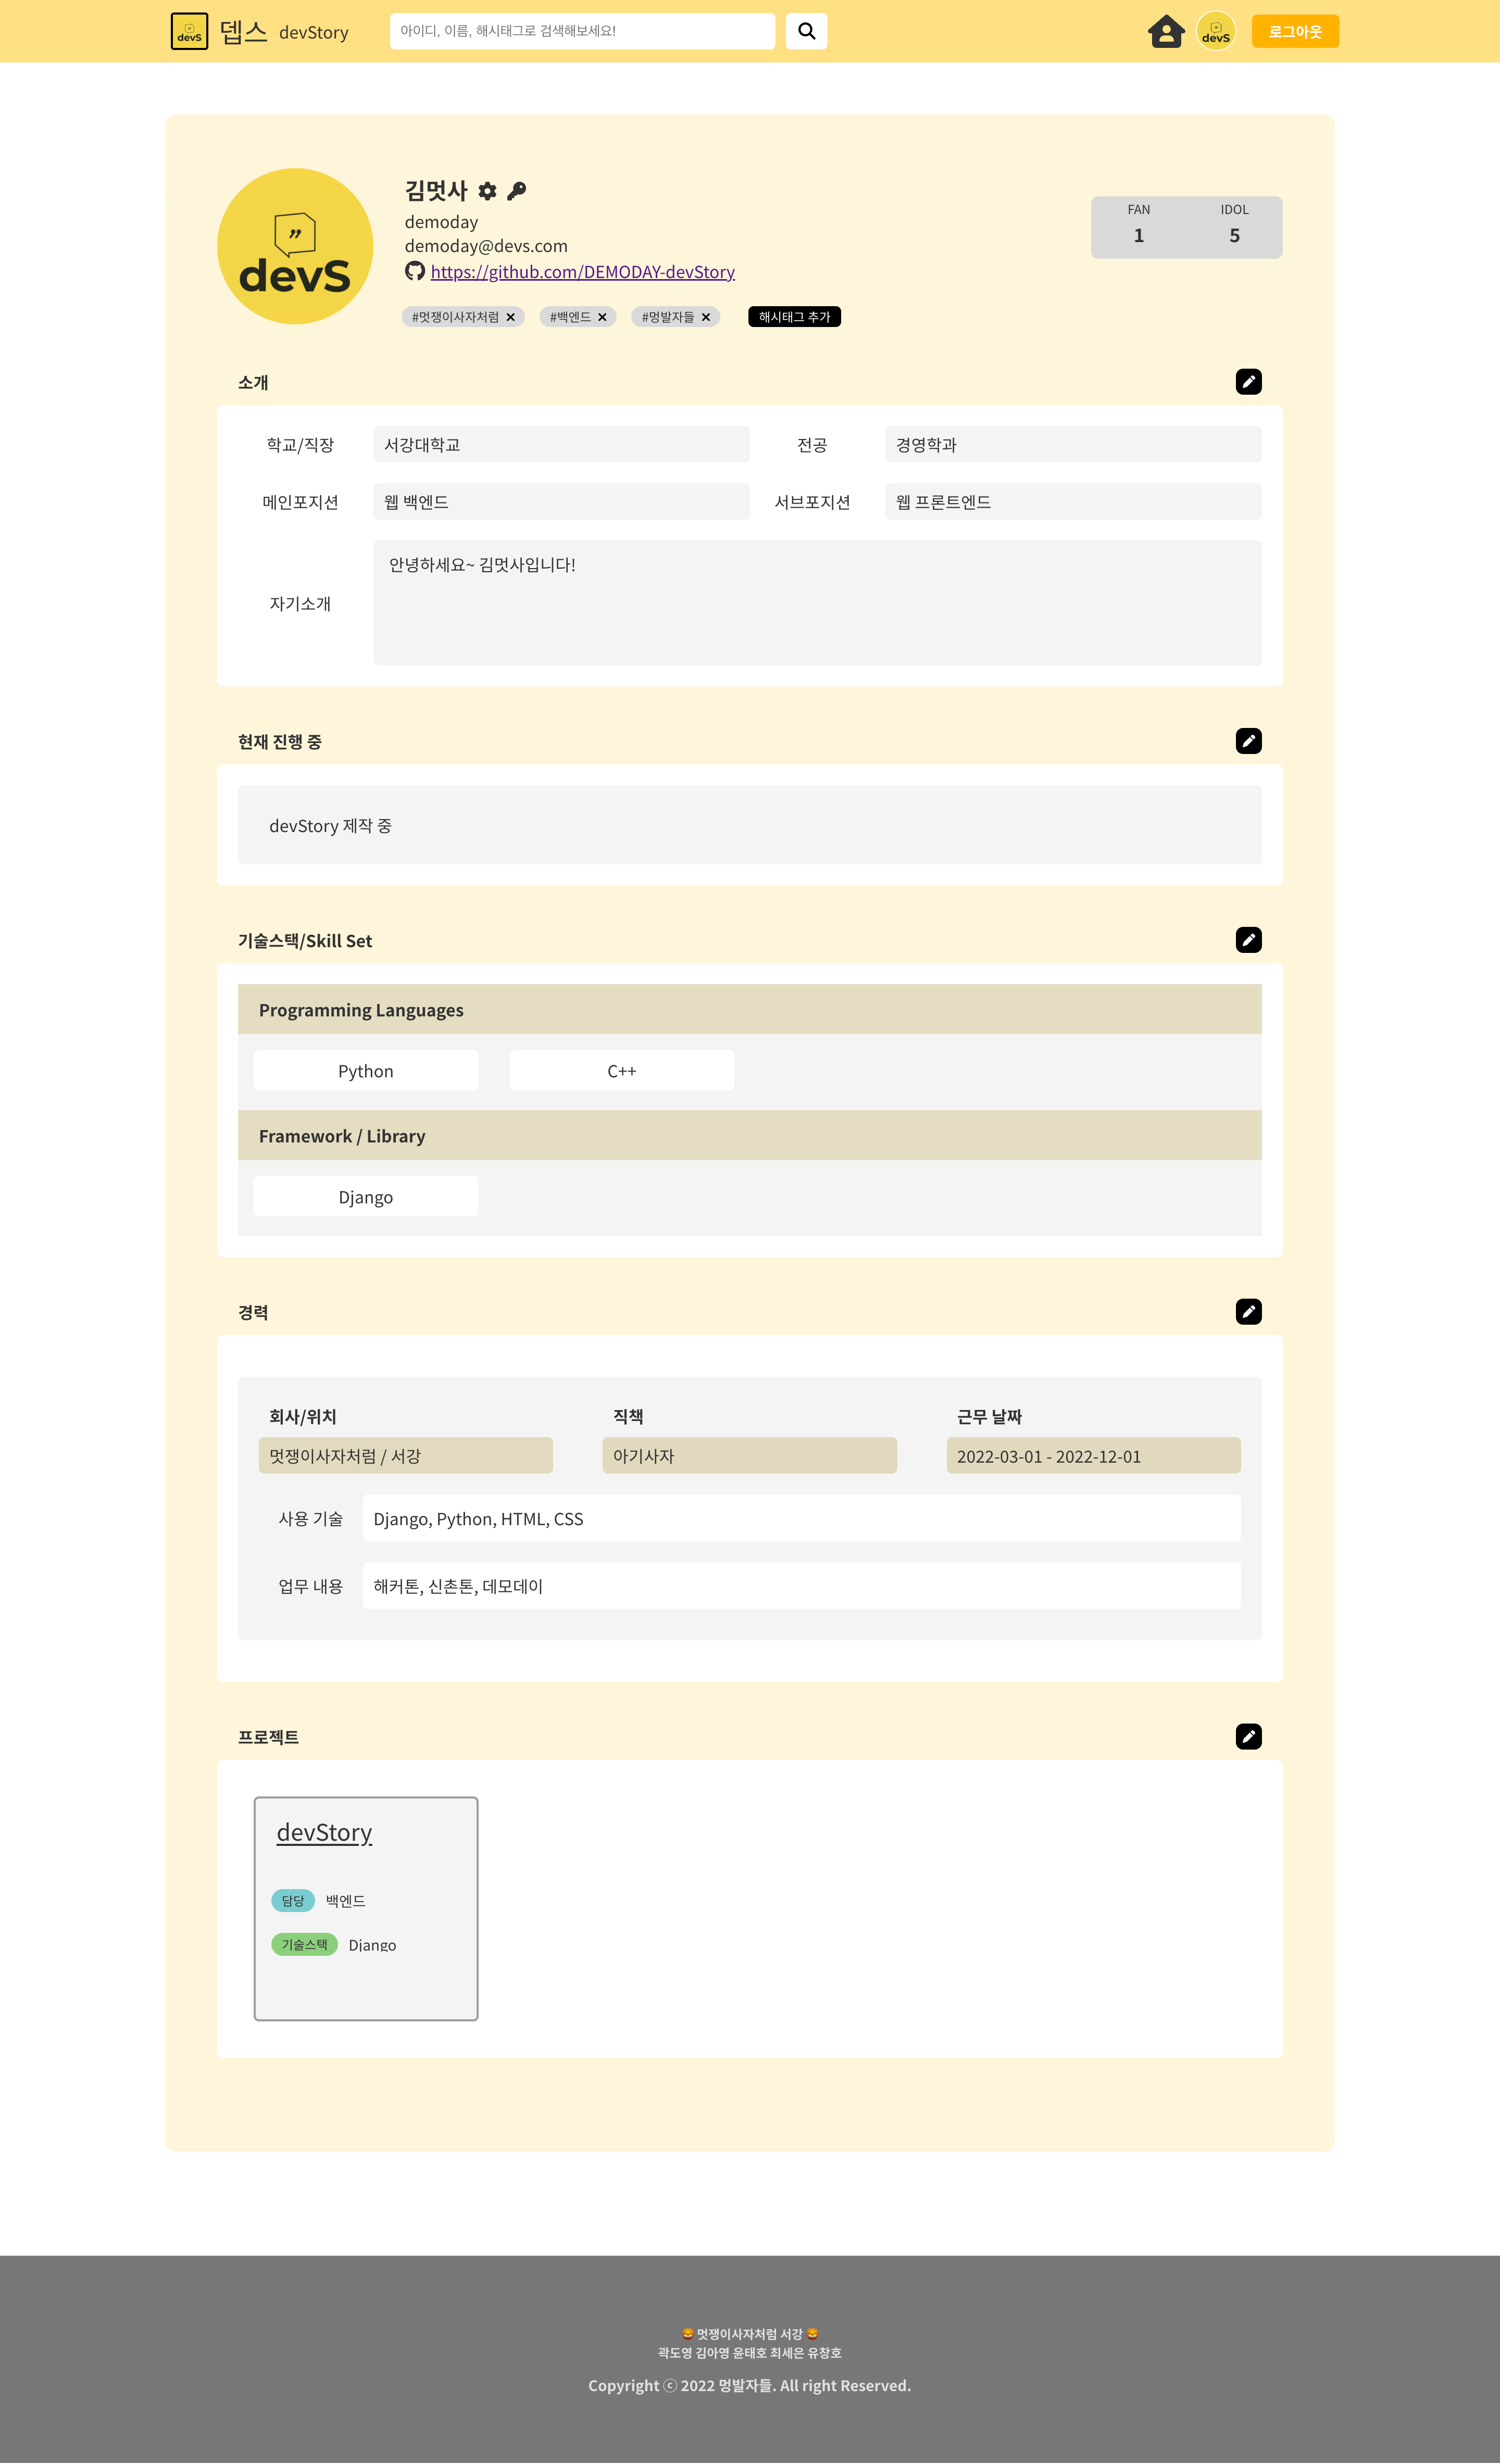 devS 뎁스 devStory 아이디, 이름, 해시태그로 검색해보세요! devS 로그아웃
” devS
김멋사
demoday
demoday@devs.com
https://github.com/DEMODAY-devStory
#멋쟁이사자처럼 #백엔드 #멍발자들 해시태그 추가
FAN IDOL
1 5
소개
학교/직장 서강대학교 전공 경영학과
메인포지션 웹 백엔드 서브포지션 웹 프론트엔드
자기소개 안녕하세요~ 김멋사입니다!
현재 진행 중
devStory 제작 중
기술스택/Skill Set
Programming Languages
Python C++
Framework / Library
Django
경력
회사/위치 직책 근무 날짜
멋쟁이사자처럼 / 서강 아기사자 2022-03-01 - 2022-12-01
사용 기술 Django, Python, HTML, CSS
업무 내용 해커톤, 신촌톤, 데모데이
프로젝트
devStory
담당 백엔드
기술스택 Django
🦁 멋쟁이사자처럼 서강 🦁
곽도영 김아영 윤태호 최세은 유창호
Copyright ⓒ 2022 멍발자들. All right Reserved.